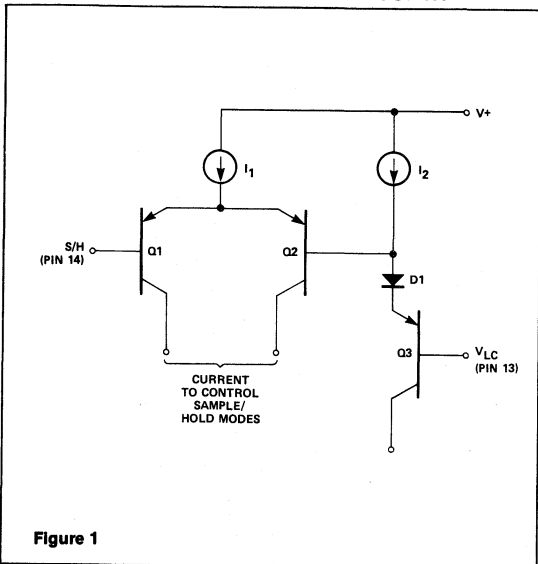 V+
I1
I2
S/H
(PIN 14)
Q1
Q2
D1
Q3
VLC
(PIN 13)
CURRENT
TO CONTROL
SAMPLE/
HOLD MODES
Figure 1